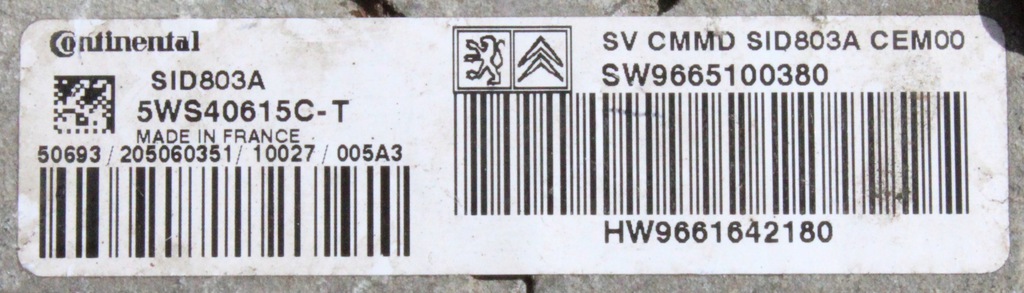 Continental
SID803A
5WS40615C-T
MADE IN FRANCE
50693/205060351/10027/005A3
SV CMMD SID803A CEM00
SW9665100380
HW9661642180